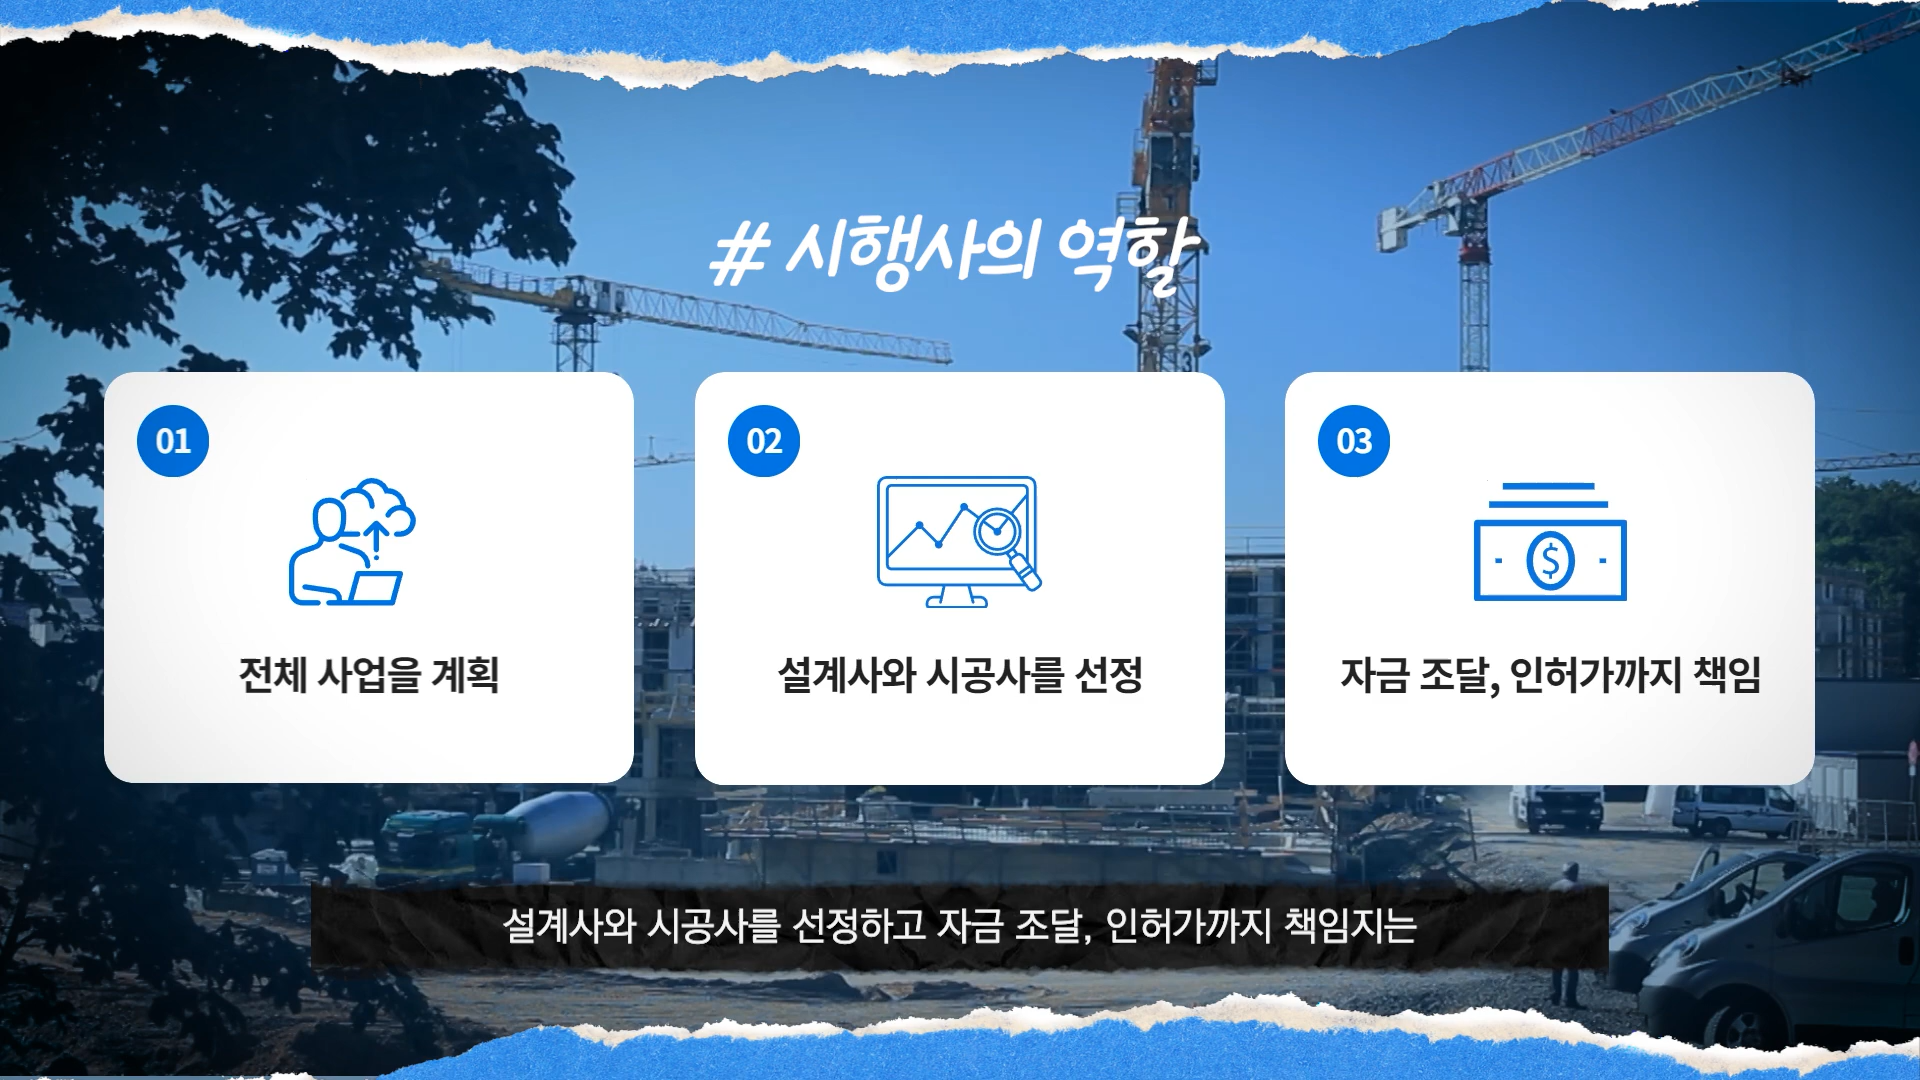 # 시행사의 역할
01
전체 사업을 계획
02
설계사와 시공사를 선정
03
$
자금 조달, 인허가까지 책임
설계사와 시공사를 선정하고 자금 조달, 인허가까지 책임지는